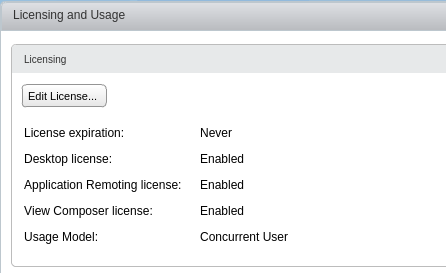 Licensing and Usage
Licensing
Edit License...
License expiration: Never
Desktop license: Enabled
Application Remoting license: Enabled
View Composer license: Enabled
Usage Model: Concurrent User